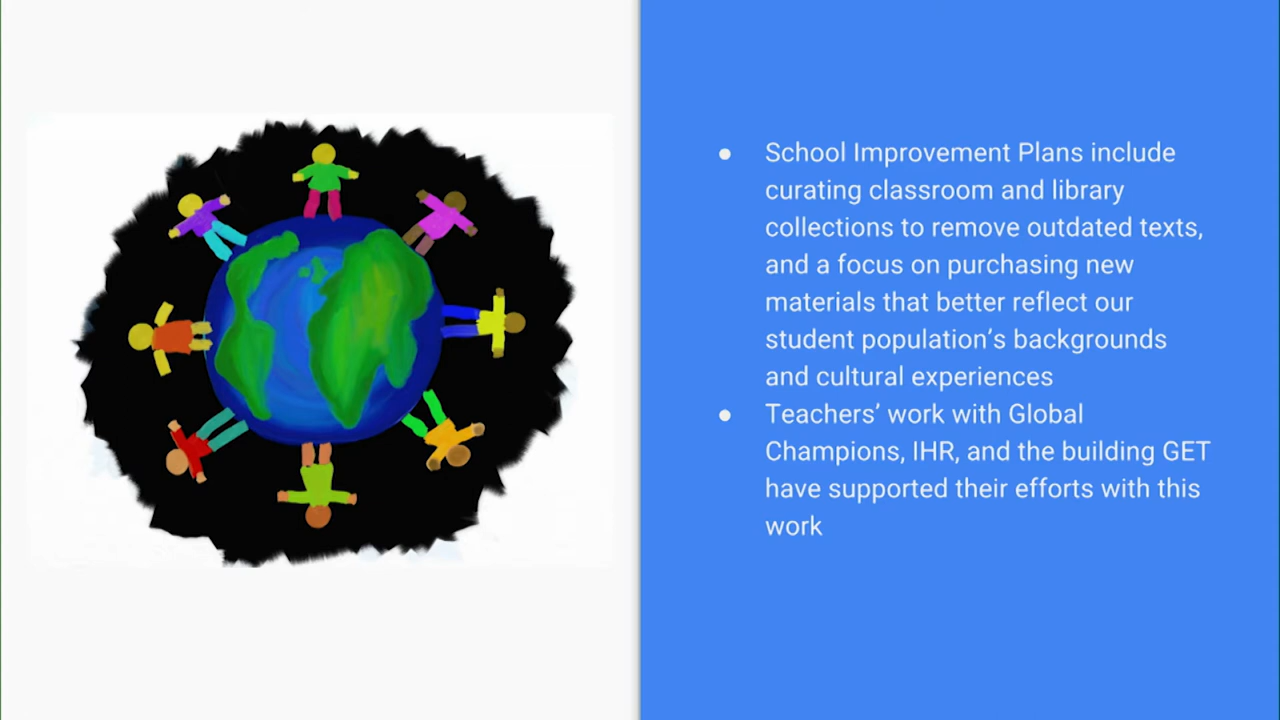 ● School Improvement Plans include
curating classroom and library
collections to remove outdated texts,
and a focus on purchasing new
materials that better reflect our
student population’s backgrounds
and cultural experiences
● Teachers’ work with Global
Champions, IHR, and the building GET
have supported their efforts with this
work